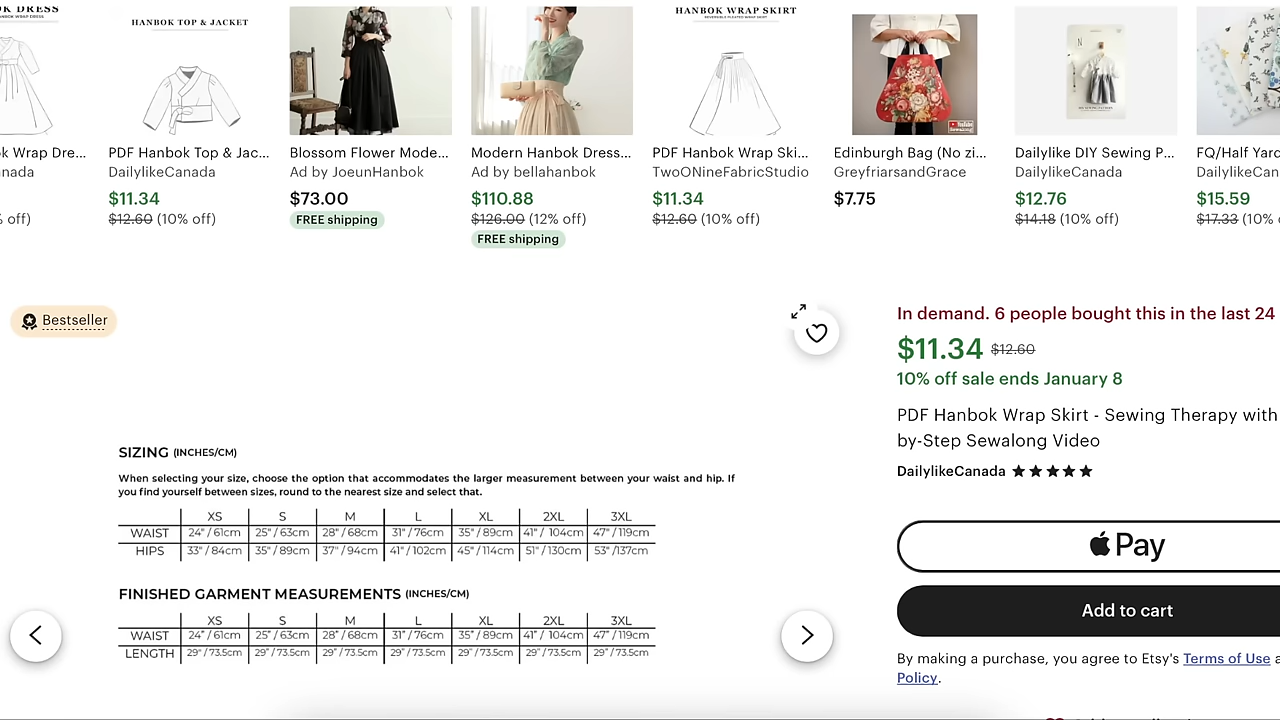 K DRESS
BOK WRAP DRESS
HANBOK TOP & JACKET
HANBOK WRAP SKIRT
REVERSIBLE PLEATED WRAP SKIRT
N
YouTube
Sewalong!
k Wrap Dre...
PDF Hanbok Top & Jac...
Blossom Flower Mode...
Modern Hanbok Dress...
PDF Hanbok Wrap Ski...
Edinburgh Bag (No zi...
Dailylike DIY Sewing P...
FQ/Half Yard
nada
DailylikeCanada
Ad by JoeunHanbok
Ad by bellahanbok
TwoONineFabricStudio
GreyfriarsandGrace
DailylikeCanada
DailylikeCan
$11.34
$73.00
$110.88
$11.34
$7.75
$12.76
$15.59
% off)
$12.60 (10% off)
FREE shipping
$126.00 (12% off)
$12.60 (10% off)
$14.18 (10% off)
$17.33 (10% o
FREE shipping
Bestseller
In demand. 6 people bought this in the last 24
$11.34 $12.60
10% off sale ends January 8
PDF Hanbok Wrap Skirt - Sewing Therapy with
by-Step Sewalong Video
DailylikeCanada ★★★★★
SIZING (INCHES/CM)
When selecting your size, choose the option that accommodates the larger measurement between your waist and hip. If
you find yourself between sizes, round to the nearest size and select that.
XS S M L XL 2XL 3XL
WAIST 24" / 61cm 25" / 63cm 28" / 68cm 31" / 76cm 35" / 89cm 41" / 104cm 47" / 119cm
HIPS 33" / 84cm 35" / 89cm 37" / 94cm 41" / 102cm 45" / 114cm 51" / 130cm 53" /137cm
FINISHED GARMENT MEASUREMENTS (INCHES/CM)
XS S M L XL 2XL 3XL
WAIST 24" / 61cm 25" / 63cm 28" / 68cm 31" / 76cm 35" / 89cm 41" / 104cm 47" / 119cm
LENGTH 29" / 73.5cm 29" / 73.5cm 29" / 73.5cm 29" / 73.5cm 29" / 73.5cm 29" / 73.5cm 29" / 73.5cm
Pay
Add to cart
By making a purchase, you agree to Etsy's Terms of Use a
Policy.